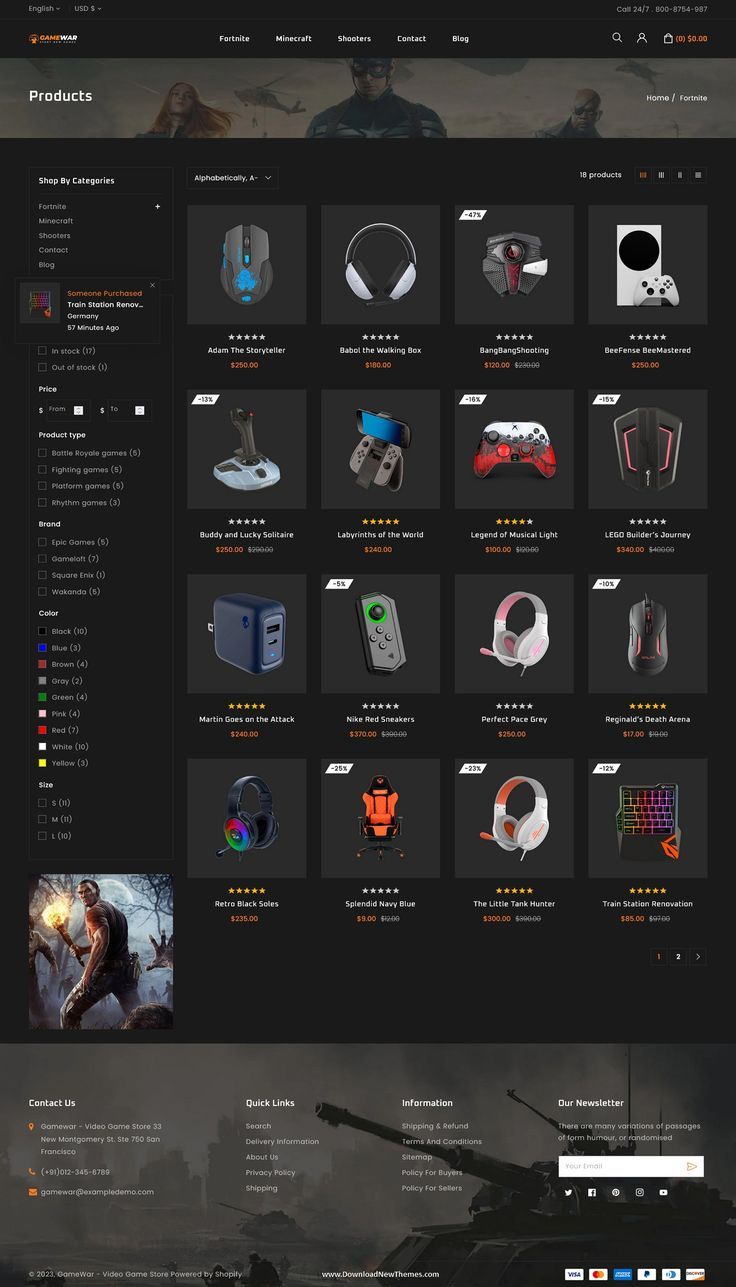 English
USD $
Call 24/7 . 800-8754-987
GAMEWAR
Fortnite
Minecraft
Shooters
Contact
Blog
(0) $0.00
Products
Home / Fortnite
Shop By Categories
Fortnite +
Minecraft
Shooters
Contact
Blog
Someone Purchased
Train Station Renov...
Germany
57 Minutes Ago
In stock (17)
Out of stock (1)
Price
$ From $ To
Product type
Battle Royale games (5)
Fighting games (5)
Platform games (5)
Rhythm games (3)
Brand
Epic Games (5)
Gameloft (7)
Square Enix (1)
Wakanda (5)
Color
Black (10)
Blue (3)
Brown (4)
Gray (2)
Green (4)
Pink (4)
Red (7)
White (10)
Yellow (3)
Size
S (11)
M (11)
L (10)
Alphabetically, A-
18 products
Adam The Storyteller
$250.00
Babol the Walking Box
$180.00
-47%
BangBangShooting
$120.00 $230.00
BeeFense BeeMastered
$250.00
-13%
Buddy and Lucky Solitaire
$250.00 $290.00
Labyrinths of the World
$240.00
-16%
Legend of Musical Light
$100.00 $120.00
-15%
LEGO Builder's Journey
$340.00 $400.00
Martin Goes on the Attack
$240.00
-5%
Nike Red Sneakers
$370.00 $390.00
Perfect Pace Grey
$250.00
-10%
Reginald's Death Arena
$17.00 $19.00
Retro Black Soles
$235.00
-25%
Splendid Navy Blue
$9.00 $12.00
-23%
The Little Tank Hunter
$300.00 $390.00
-12%
Train Station Renovation
$85.00 $97.00
1 2
Contact Us
Gamewar - Video Game Store 33
New Montgomery St. Ste 750 San
Francisco
(+91)012-345-6789
gamewar@exampledemo.com
Quick Links
Search
Delivery Information
About Us
Privacy Policy
Shipping
Information
Shipping & Refund
Terms And Conditions
Sitemap
Policy For Buyers
Policy For Sellers
Our Newsletter
There are many variations of passages
of form humour, or randomised
Your Email
© 2023, GameWar - Video Game Store Powered by Shopify
www.DownloadNewThemes.com
VISA
DISCOVER